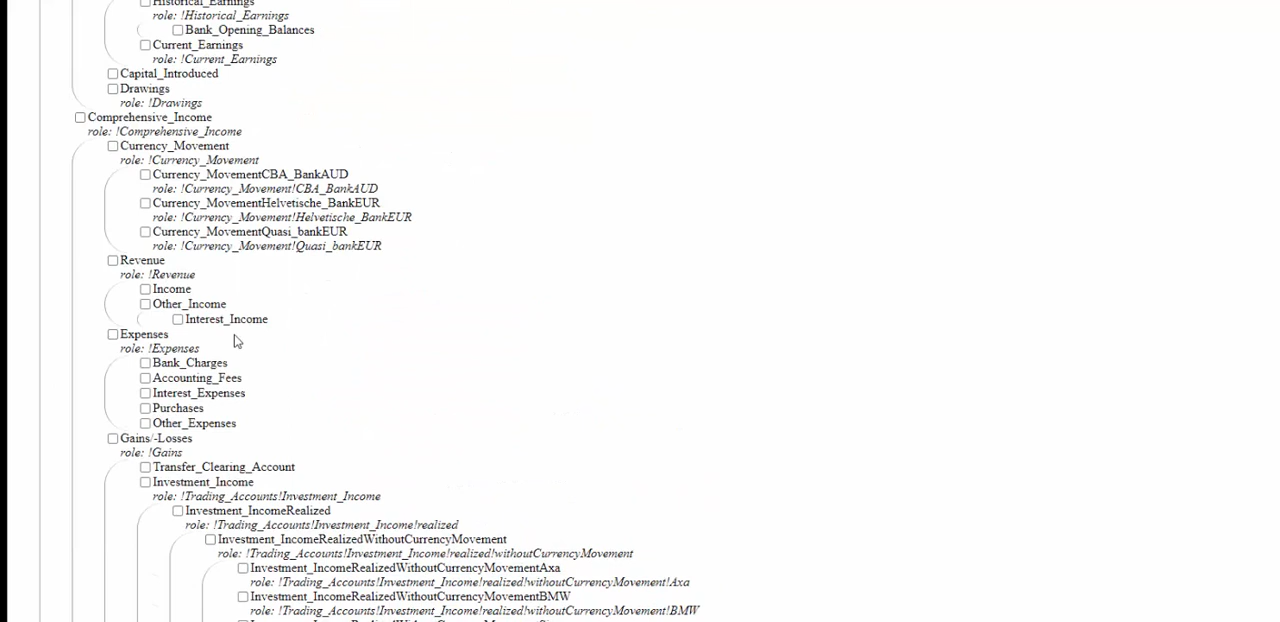 Historical_Earnings
role: !Historical_Earnings
Bank_Opening_Balances
Current_Earnings
role: !Current_Earnings
Capital_Introduced
Drawings
role: !Drawings
Comprehensive_Income
role: !Comprehensive_Income
Currency_Movement
role: !Currency_Movement
Currency_MovementCBA_BankAUD
role: !Currency_Movement!CBA_BankAUD
Currency_MovementHelvetische_BankEUR
role: !Currency_Movement!Helvetische_BankEUR
Currency_MovementQuasi_bankEUR
role: !Currency_Movement!Quasi_bankEUR
Revenue
role: !Revenue
Income
Other_Income
Interest_Income
Expenses
role: !Expenses
Bank_Charges
Accounting_Fees
Interest_Expenses
Purchases
Other_Expenses
Gains/-Losses
role: !Gains
Transfer_Clearing_Account
Investment_Income
role: !Trading_Accounts!Investment_Income
Investment_IncomeRealized
role: !Trading_Accounts!Investment_Income!realized
Investment_IncomeRealizedWithoutCurrencyMovement
role: !Trading_Accounts!Investment_Income!realized!withoutCurrencyMovement
Investment_IncomeRealizedWithoutCurrencyMovementAxa
role: !Trading_Accounts!Investment_Income!realized!withoutCurrencyMovement!Axa
Investment_IncomeRealizedWithoutCurrencyMovementBMW
role: !Trading_Accounts!Investment_Income!realized!withoutCurrencyMovement!BMW